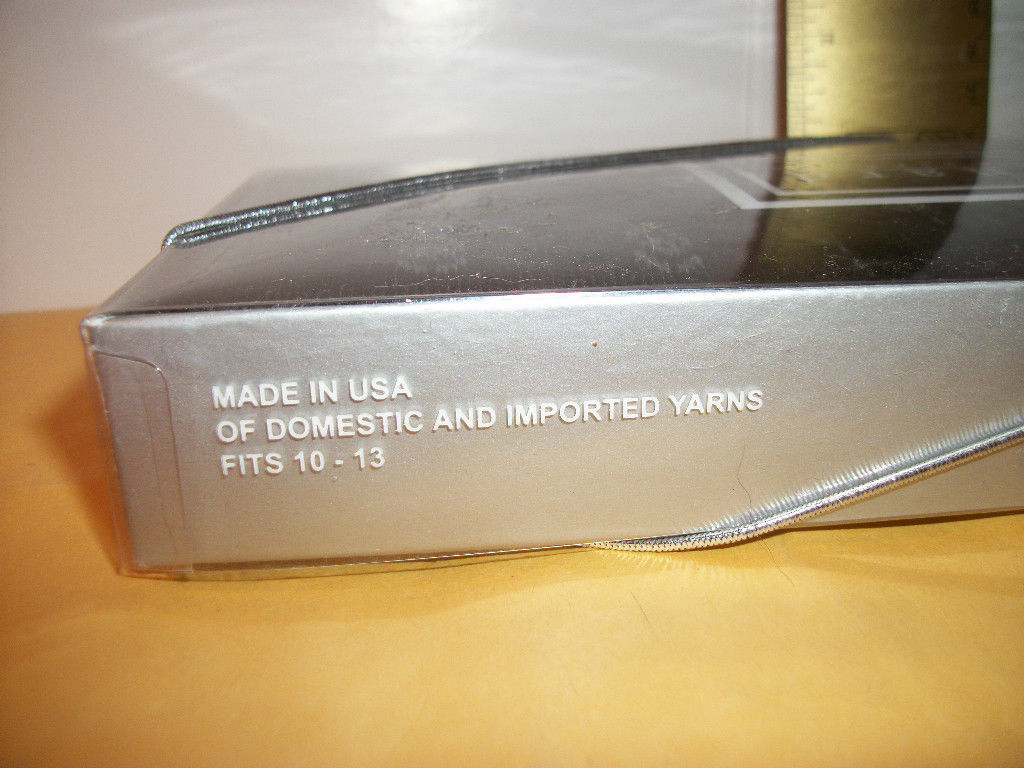 MADE IN USA
OF DOMESTIC AND IMPORTED YARNS
FITS 10 - 13